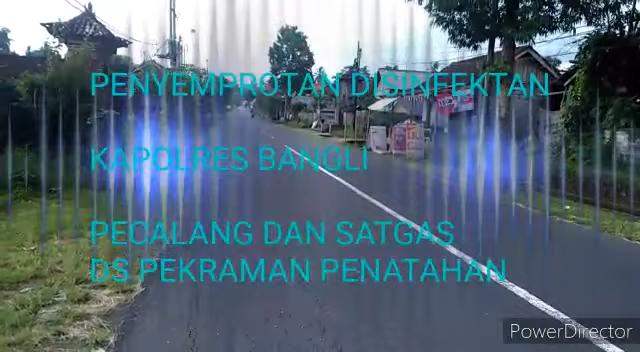 PENYEMPROTAN DISINFEKTAN
KAPOLRES BANGLI
PECALANG DAN SATGAS
DS PEKRAMAN PENATAHAN
PowerDirector